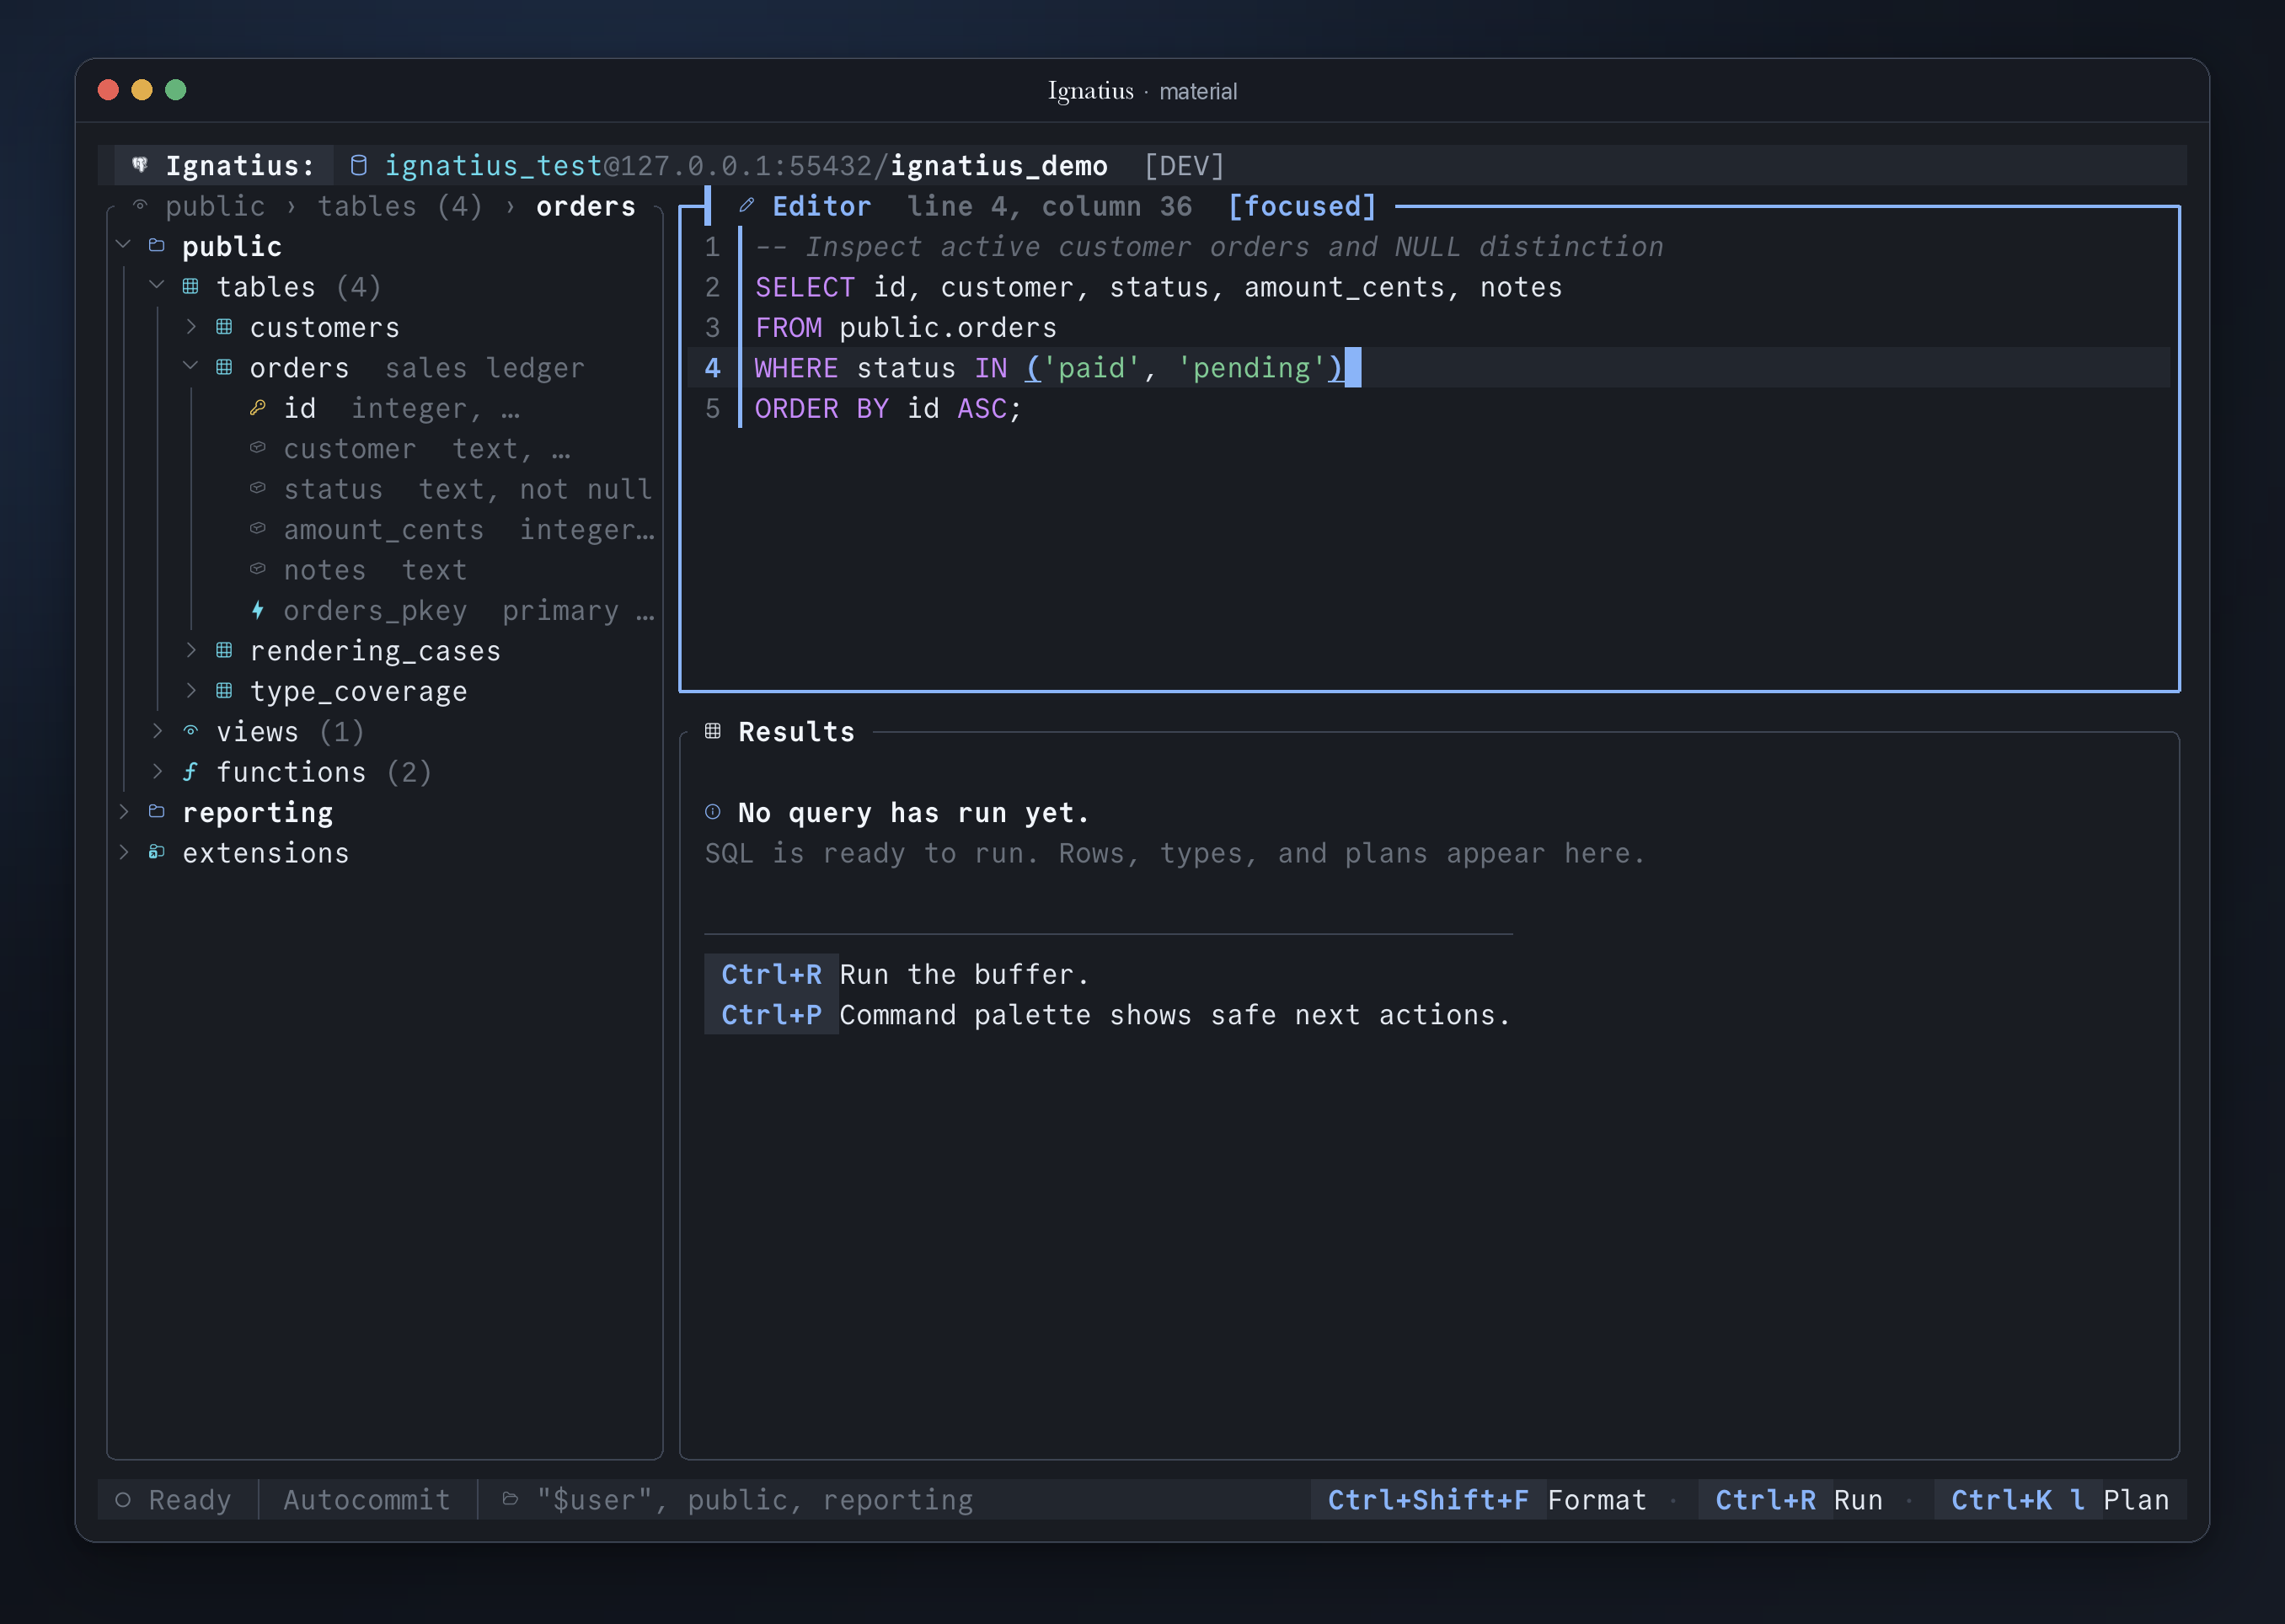 Ignatius · material
Ignatius: ignatius_test@127.0.0.1:55432/ignatius_demo [DEV]
public › tables (4) › orders
public
tables (4)
customers
orders sales ledger
id integer, …
customer text, …
status text, not null
amount_cents integer…
notes text
orders_pkey primary …
rendering_cases
type_coverage
views (1)
functions (2)
reporting
extensions
Editor line 4, column 36 [focused]
1 -- Inspect active customer orders and NULL distinction
2 SELECT id, customer, status, amount_cents, notes
3 FROM public.orders
4 WHERE status IN ('paid', 'pending')
5 ORDER BY id ASC;
Results
No query has run yet.
SQL is ready to run. Rows, types, and plans appear here.
Ctrl+R Run the buffer.
Ctrl+P Command palette shows safe next actions.
Ready Autocommit "$user", public, reporting Ctrl+Shift+F Format · Ctrl+R Run · Ctrl+K l Plan